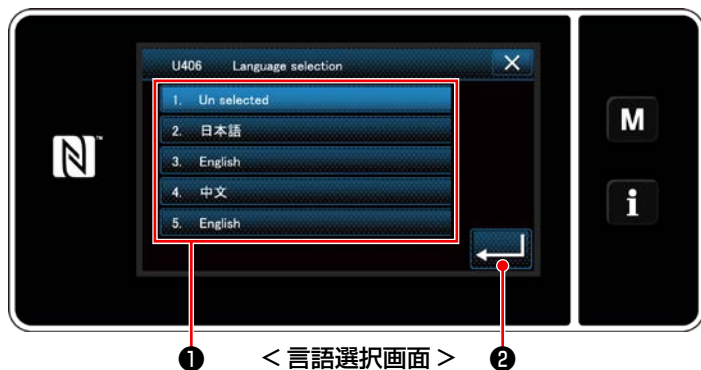 U406 Language selection
1. Un selected
2. 日本語
3. English
4. 中文
5. English
M
i
❶ ＜言語選択画面＞ ❷